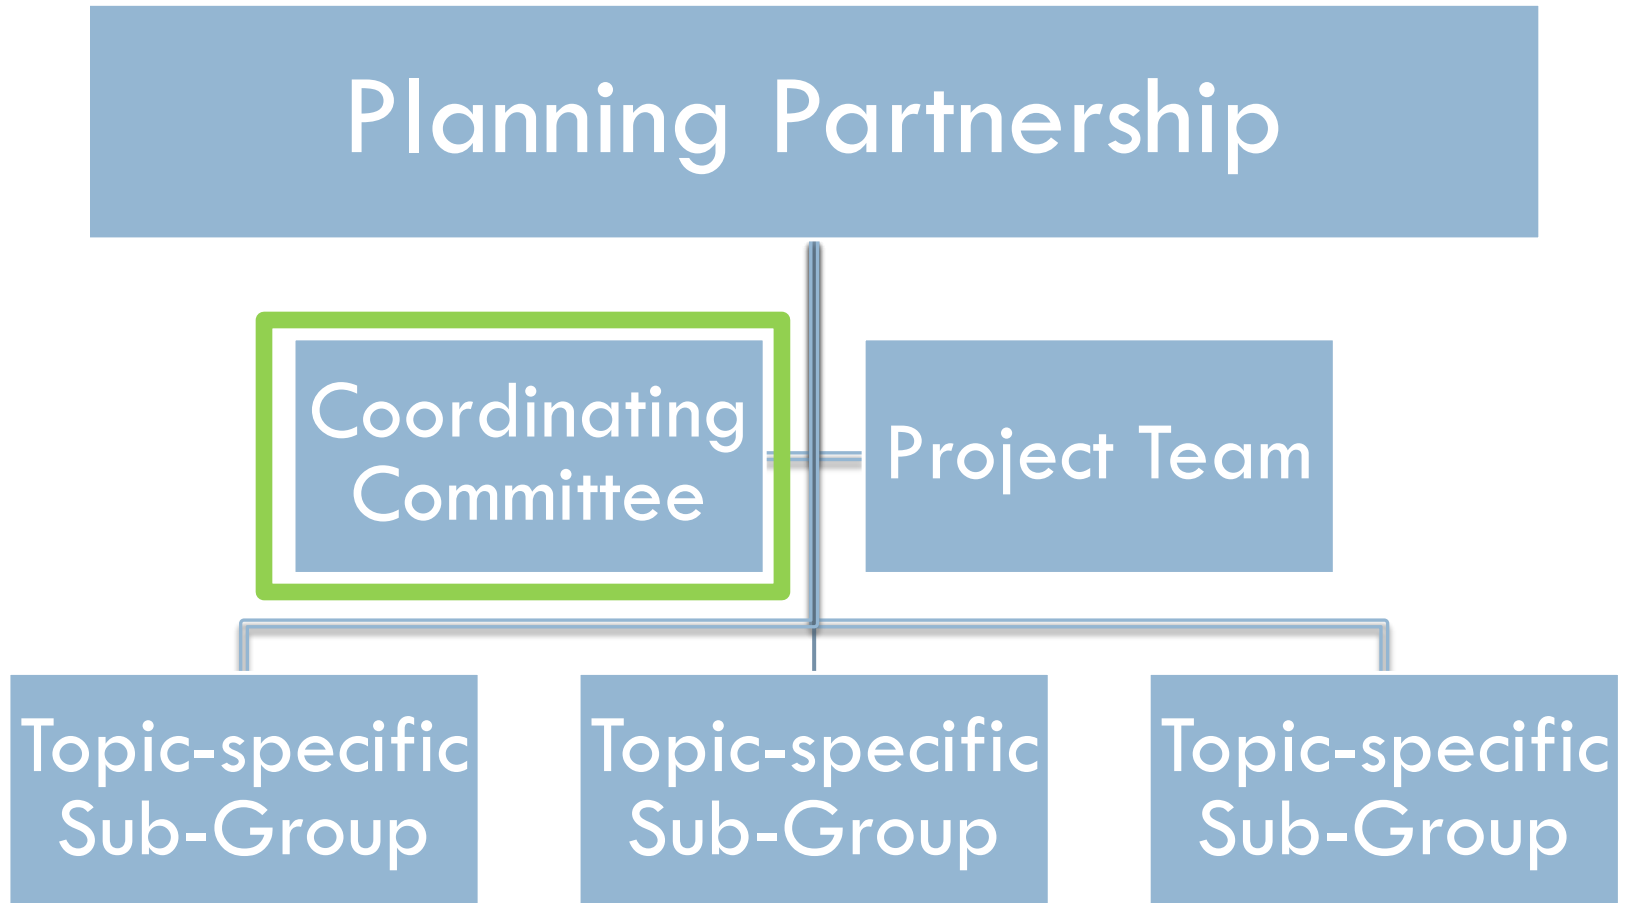 Planning Partnership
Coordinating
Committee
Project Team
Topic-specific
Sub-Group
Topic-specific
Sub-Group
Topic-specific
Sub-Group